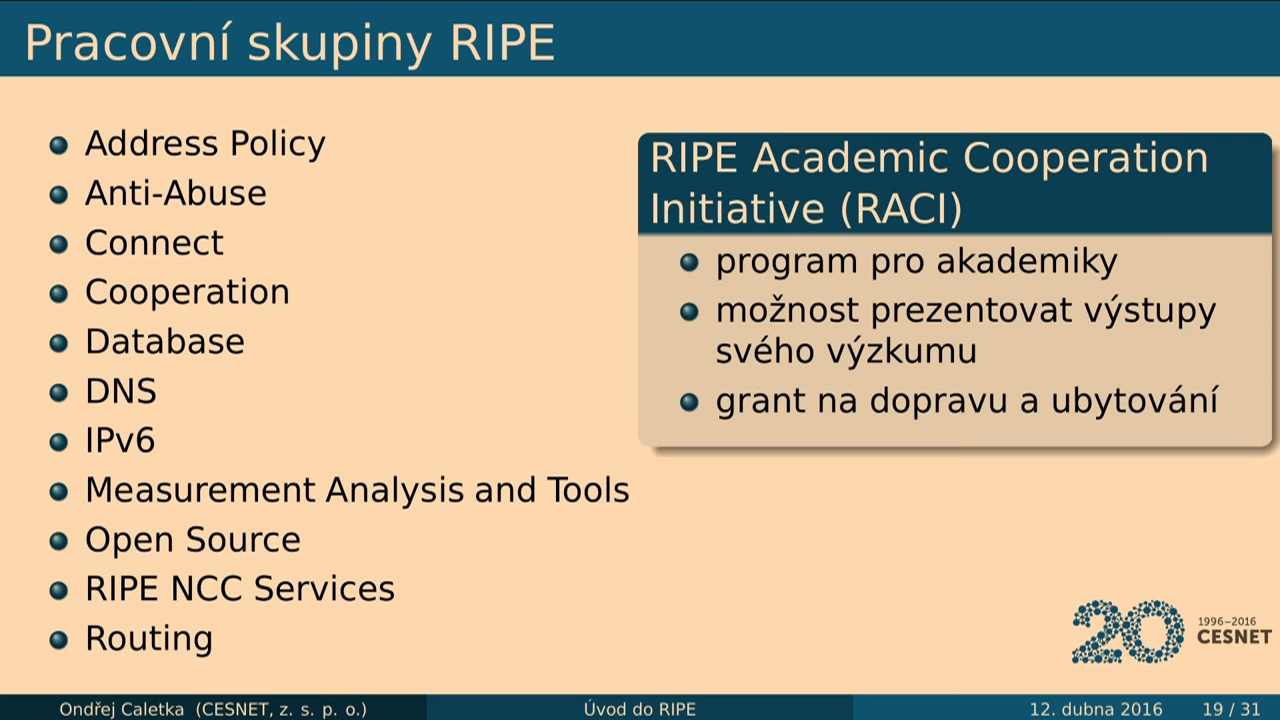 Pracovní skupiny RIPE
Address Policy
Anti-Abuse
Connect
Cooperation
Database
DNS
IPv6
Measurement Analysis and Tools
Open Source
RIPE NCC Services
Routing
RIPE Academic Cooperation
Initiative (RACI)
program pro akademiky
možnost prezentovat výstupy
svého výzkumu
grant na dopravu a ubytování
20
1996–2016
CESNET
Ondřej Caletka (CESNET, z. s. p. o.)
Úvod do RIPE
12. dubna 2016
19 / 31